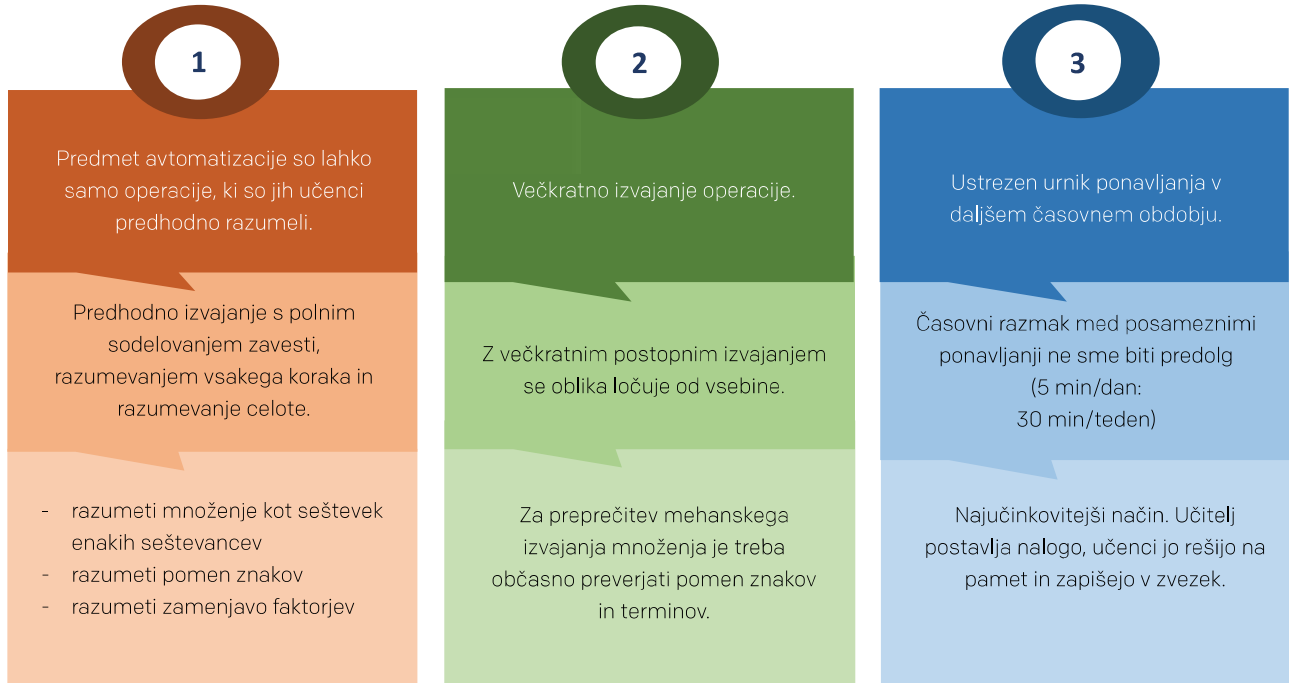 1
Predmet avtomatizacije so lahko
samo operacije, ki so jih učenci
predhodno razumeli.
Predhodno izvajanje s polnim
sodelovanjem zavesti,
razumevanjem vsakega koraka in
razumevanje celote.
- razumeti množenje kot seštevek
enakih seštevancev
- razumeti pomen znakov
- razumeti zamenjavo faktorjev
2
Večkratno izvajanje operacije.
Z večkratnim postopnim izvajanjem
se oblika ločuje od vsebine.
Za preprečitev mehanskega
izvajanja množenja je treba
občasno preverjati pomen znakov
in terminov.
3
Ustrezen urnik ponavljanja v
daljšem časovnem obdobju.
Časovni razmak med posameznimi
ponavljanji ne sme biti predolg
(5 min/dan:
30 min/teden)
Najučinkovitejši način. Učitelj
postavlja nalogo, učenci jo rešijo na
pamet in zapišejo v zvezek.